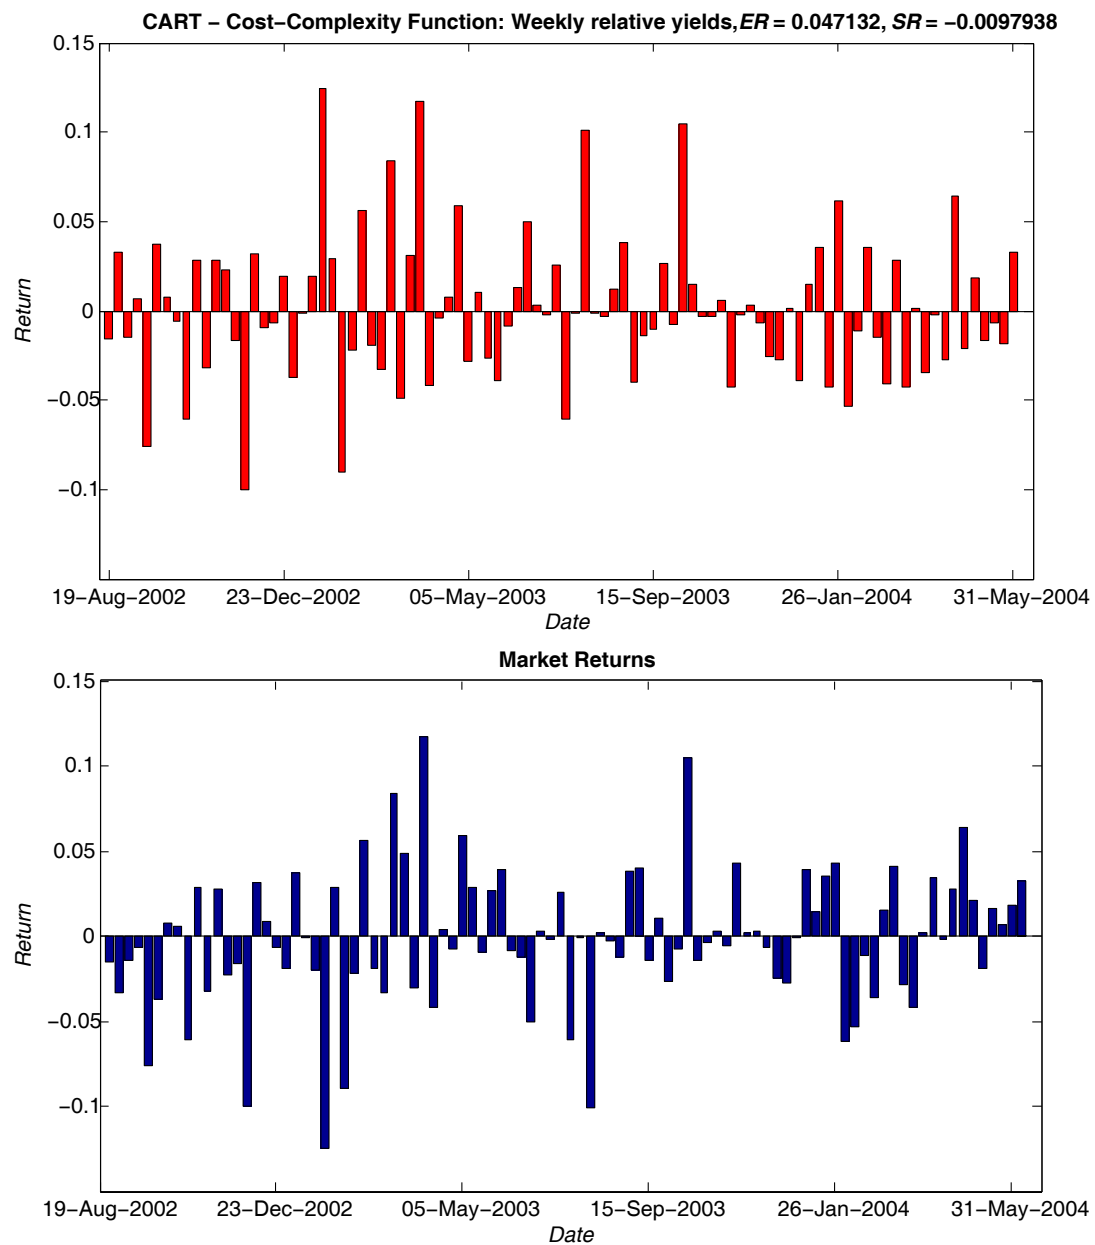 CART − Cost−Complexity Function: Weekly relative yields,ER = 0.047132, SR = −0.0097938
0.15
0.1
0.05
0
−0.05
−0.1
Return
19−Aug−2002 23−Dec−2002 05−May−2003 15−Sep−2003 26−Jan−2004 31−May−2004
Date
Market Returns
0.15
0.1
0.05
0
−0.05
−0.1
Return
19−Aug−2002 23−Dec−2002 05−May−2003 15−Sep−2003 26−Jan−2004 31−May−2004
Date